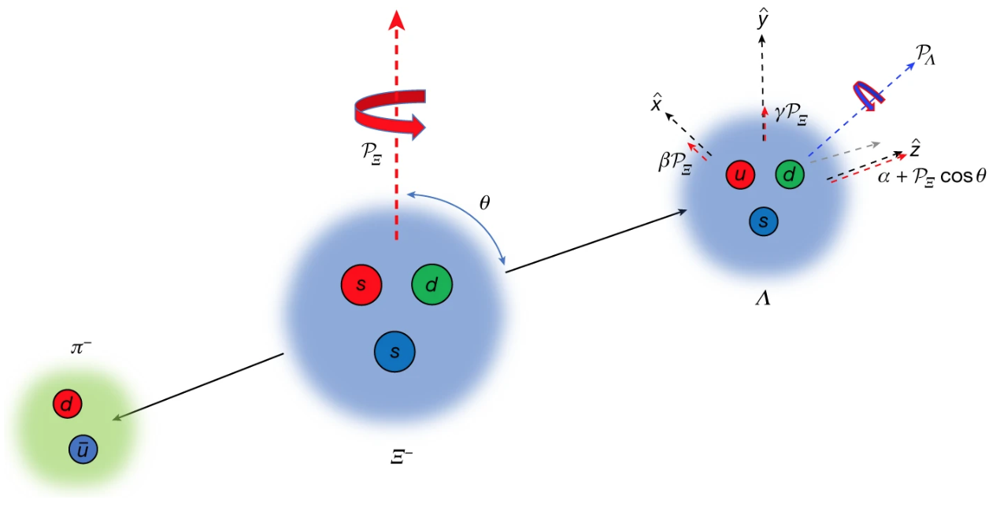 ŷ
𝒫_Λ
x̂
γ𝒫_Ξ
ẑ
β𝒫_Ξ
α + 𝒫_Ξ cos θ
u
d
s
Λ
𝒫_Ξ
θ
s
d
s
Ξ⁻
π⁻
d
ū